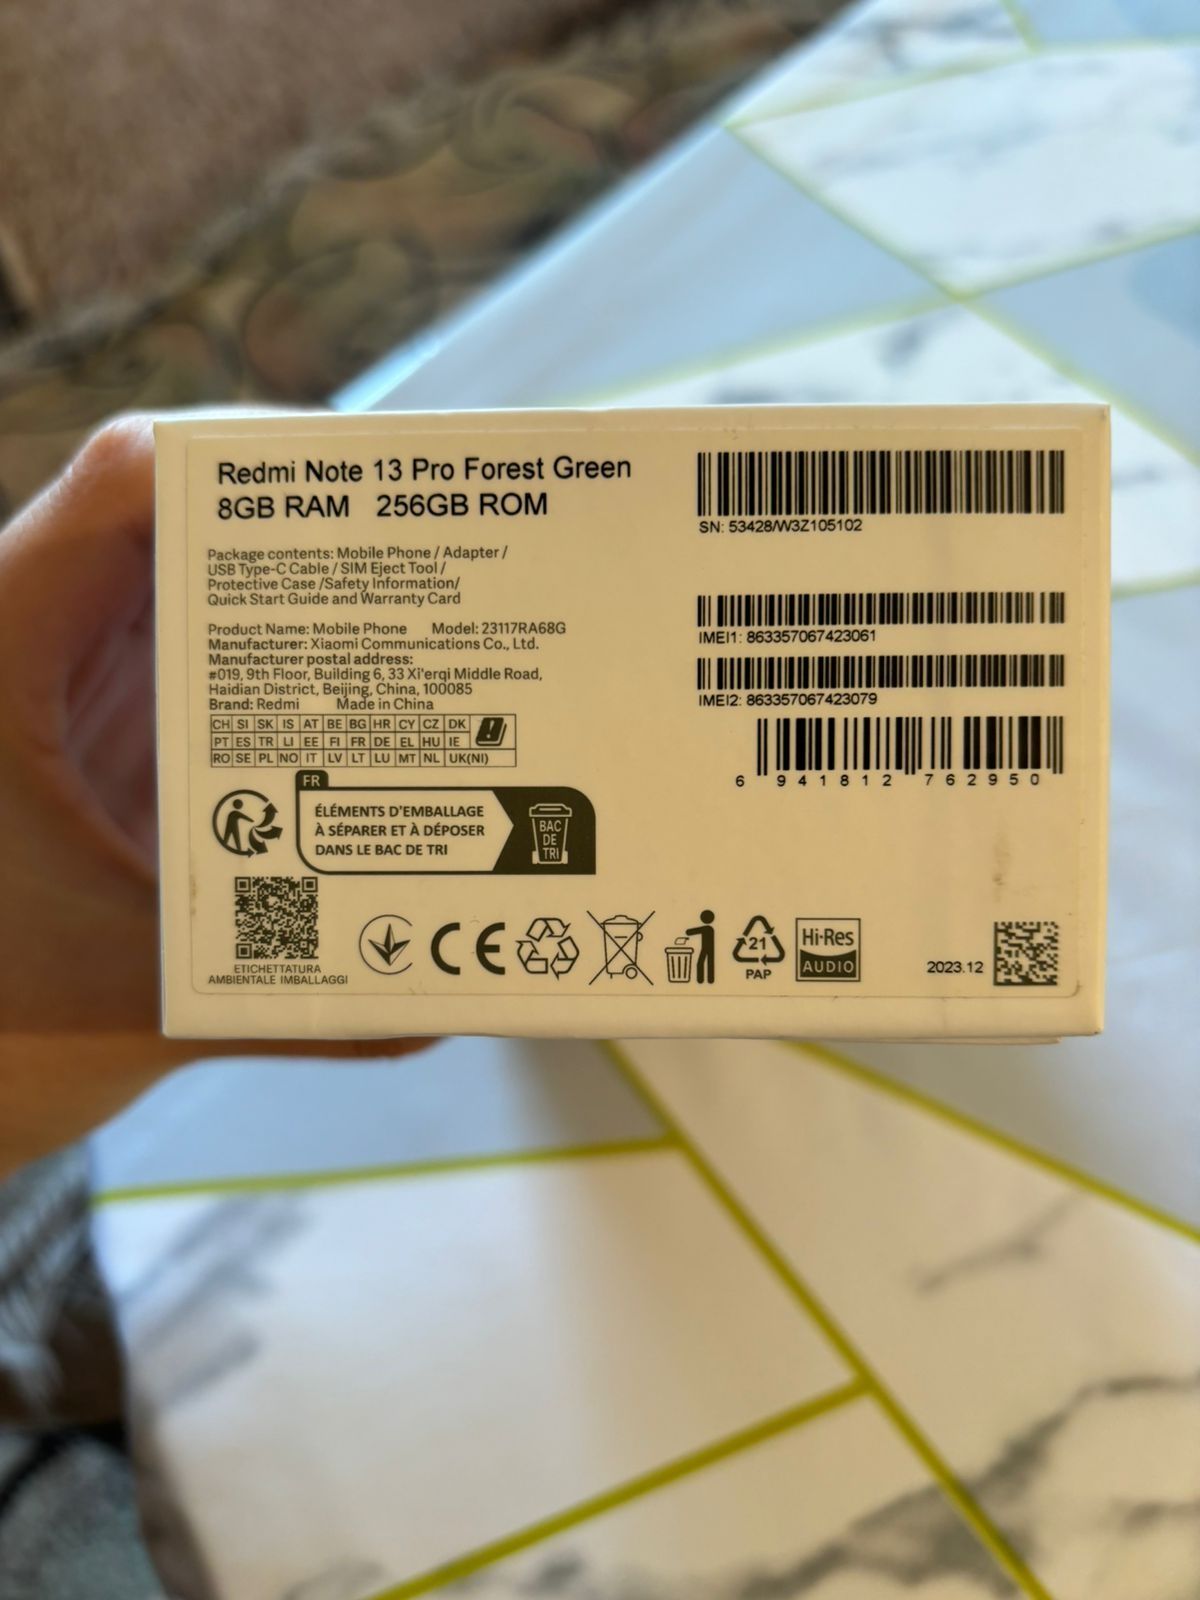 Redmi Note 13 Pro Forest Green
8GB RAM 256GB ROM
Package contents: Mobile Phone / Adapter /
USB Type-C Cable / SIM Eject Tool /
Protective Case /Safety Information/
Quick Start Guide and Warranty Card
Product Name: Mobile Phone Model: 23117RA68G
Manufacturer: Xiaomi Communications Co., Ltd.
Manufacturer postal address:
#019, 9th Floor, Building 6, 33 Xi'erqi Middle Road,
Haidian District, Beijing, China, 100085
Brand: Redmi Made in China
CH SI SK IS AT BE BG HR CY CZ DK
PT ES TR LI EE FI FR DE EL HU IE
RO SE PL NO IT LV LT LU MT NL UK(NI)
FR
ÉLÉMENTS D'EMBALLAGE
À SÉPARER ET À DÉPOSER
DANS LE BAC DE TRI
BAC
DE
TRI
ETICHETTATURA
AMBIENTALE IMBALLAGGI
CE
21
PAP
Hi-Res
AUDIO
SN: 53428/W3Z105102
IMEI1: 863357067423061
IMEI2: 863357067423079
6 941812 762950
2023.12